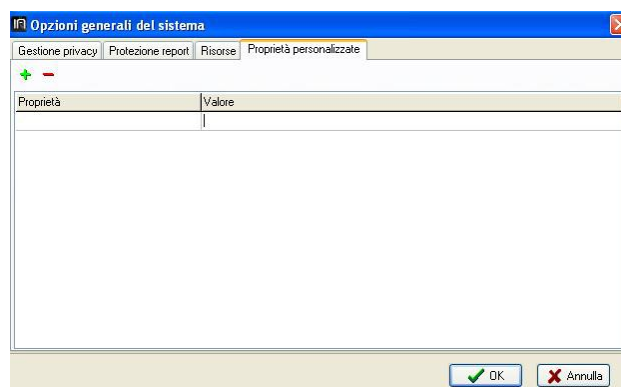 Opzioni generali del sistema
Gestione privacy Protezione report Risorse Proprietà personalizzate
Proprietà Valore
OK Annulla